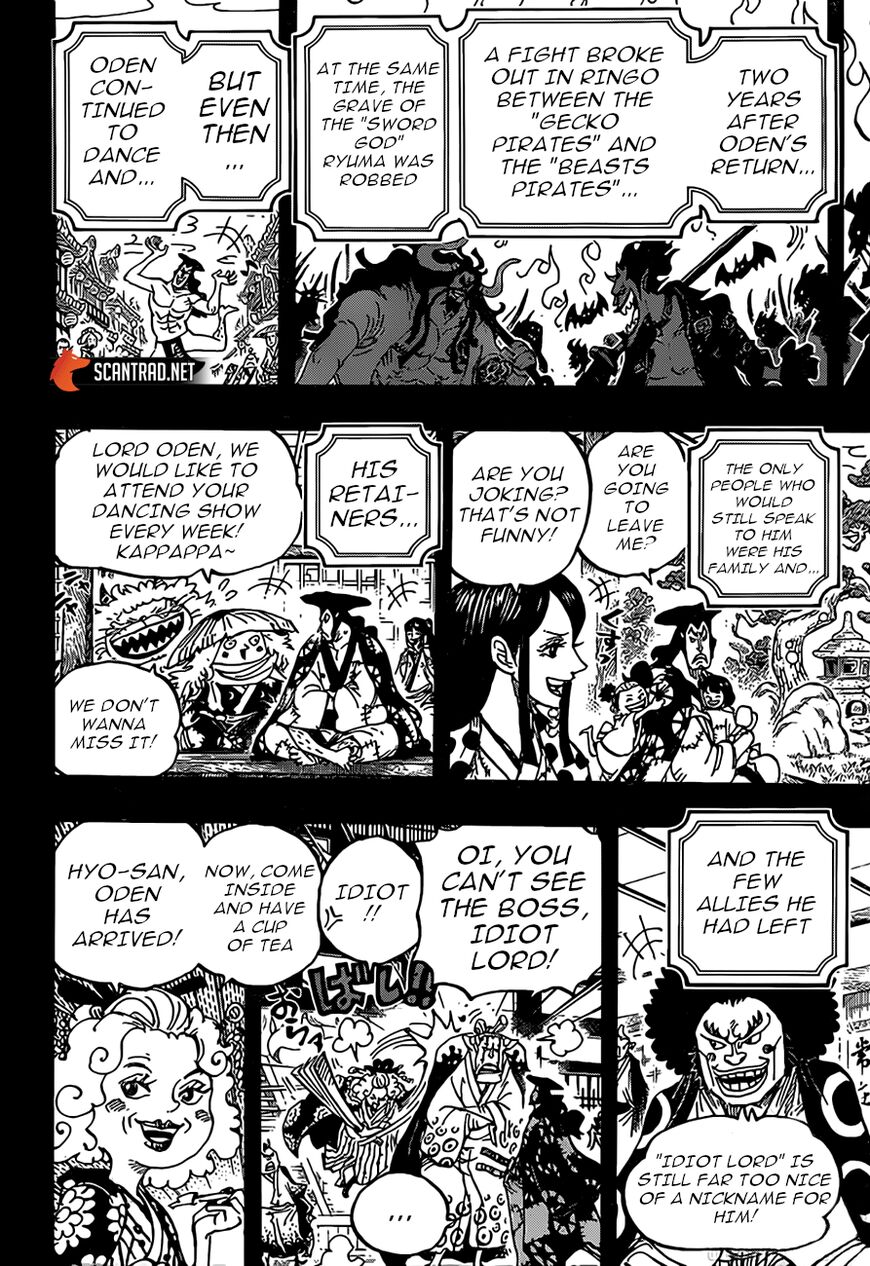 TWO
YEARS
AFTER
ODEN'S
RETURN...
A FIGHT BROKE
OUT IN RINGO
BETWEEN THE
"GECKO
PIRATES" AND
THE "BEASTS
PIRATES"...
AT THE SAME
TIME, THE
GRAVE OF
THE "SWORD
GOD"
RYUMA WAS
ROBBED
BUT
EVEN
THEN
...
ODEN
CON-
TINUED
TO
DANCE
AND...
SCANTRAD.NET
THE ONLY
PEOPLE WHO
WOULD
STILL SPEAK
TO HIM
WERE HIS
FAMILY AND...
ARE
YOU
GOING
TO
LEAVE
ME?
ARE YOU
JOKING?
THAT'S NOT
FUNNY!
HIS
RETAI-
NERS...
LORD ODEN, WE
WOULD LIKE TO
ATTEND YOUR
DANCING SHOW
EVERY WEEK!
KAPPAPPA~
WE DON'T
WANNA
MISS IT!
AND THE
FEW
ALLIES HE
HAD LEFT
"IDIOT LORD" IS
STILL FAR TOO NICE
OF A NICKNAME FOR
HIM!
OI, YOU
CAN'T SEE
THE BOSS,
IDIOT
LORD!
IDIOT
!!
ばし!!
...
NOW, COME
INSIDE
AND HAVE
A CUP
OF TEA
HYO-SAN,
ODEN
HAS
ARRIVED!